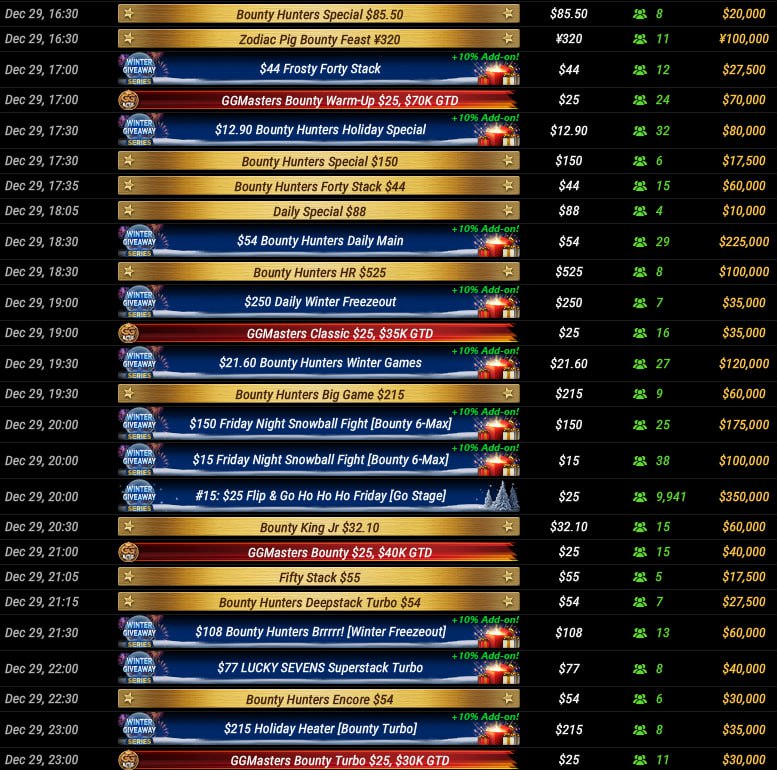 Dec 29, 16:30 Bounty Hunters Special $85.50 $85.50 8 $20,000
Dec 29, 16:30 Zodiac Pig Bounty Feast ¥320 ¥320 11 ¥100,000
+10% Add-on!
Dec 29, 17:00 WINTER GIVEAWAY SERIES $44 Frosty Forty Stack $44 12 $27,500
Dec 29, 17:00 GGMasters Bounty Warm-Up $25, $70K GTD $25 24 $70,000
+10% Add-on!
Dec 29, 17:30 WINTER GIVEAWAY SERIES $12.90 Bounty Hunters Holiday Special $12.90 32 $80,000
Dec 29, 17:30 Bounty Hunters Special $150 $150 6 $17,500
Dec 29, 17:35 Bounty Hunters Forty Stack $44 $44 15 $60,000
Dec 29, 18:05 Daily Special $88 $88 4 $10,000
+10% Add-on!
Dec 29, 18:30 WINTER GIVEAWAY SERIES $54 Bounty Hunters Daily Main $54 29 $225,000
Dec 29, 18:30 Bounty Hunters HR $525 $525 8 $100,000
+10% Add-on!
Dec 29, 19:00 WINTER GIVEAWAY SERIES $250 Daily Winter Freezeout $250 7 $35,000
Dec 29, 19:00 GGMasters Classic $25, $35K GTD $25 16 $35,000
+10% Add-on!
Dec 29, 19:30 WINTER GIVEAWAY SERIES $21.60 Bounty Hunters Winter Games $21.60 27 $120,000
Dec 29, 19:30 Bounty Hunters Big Game $215 $215 9 $60,000
+10% Add-on!
Dec 29, 20:00 WINTER GIVEAWAY SERIES $150 Friday Night Snowball Fight [Bounty 6-Max] $150 25 $175,000
+10% Add-on!
Dec 29, 20:00 WINTER GIVEAWAY SERIES $15 Friday Night Snowball Fight [Bounty 6-Max] $15 38 $100,000
Dec 29, 20:00 WINTER GIVEAWAY SERIES #15: $25 Flip & Go Ho Ho Ho Friday [Go Stage] $25 9,941 $350,000
Dec 29, 20:30 Bounty King Jr $32.10 $32.10 15 $60,000
Dec 29, 21:00 GGMasters Bounty $25, $40K GTD $25 15 $40,000
Dec 29, 21:05 Fifty Stack $55 $55 5 $17,500
Dec 29, 21:15 Bounty Hunters Deepstack Turbo $54 $54 7 $27,500
+10% Add-on!
Dec 29, 21:30 WINTER GIVEAWAY SERIES $108 Bounty Hunters Brrrrr! [Winter Freezeout] $108 13 $60,000
+10% Add-on!
Dec 29, 22:00 WINTER GIVEAWAY SERIES $77 LUCKY SEVENS Superstack Turbo $77 8 $40,000
Dec 29, 22:30 Bounty Hunters Encore $54 $54 6 $30,000
+10% Add-on!
Dec 29, 23:00 WINTER GIVEAWAY SERIES $215 Holiday Heater [Bounty Turbo] $215 8 $35,000
Dec 29, 23:00 GGMasters Bounty Turbo $25, $30K GTD $25 11 $30,000